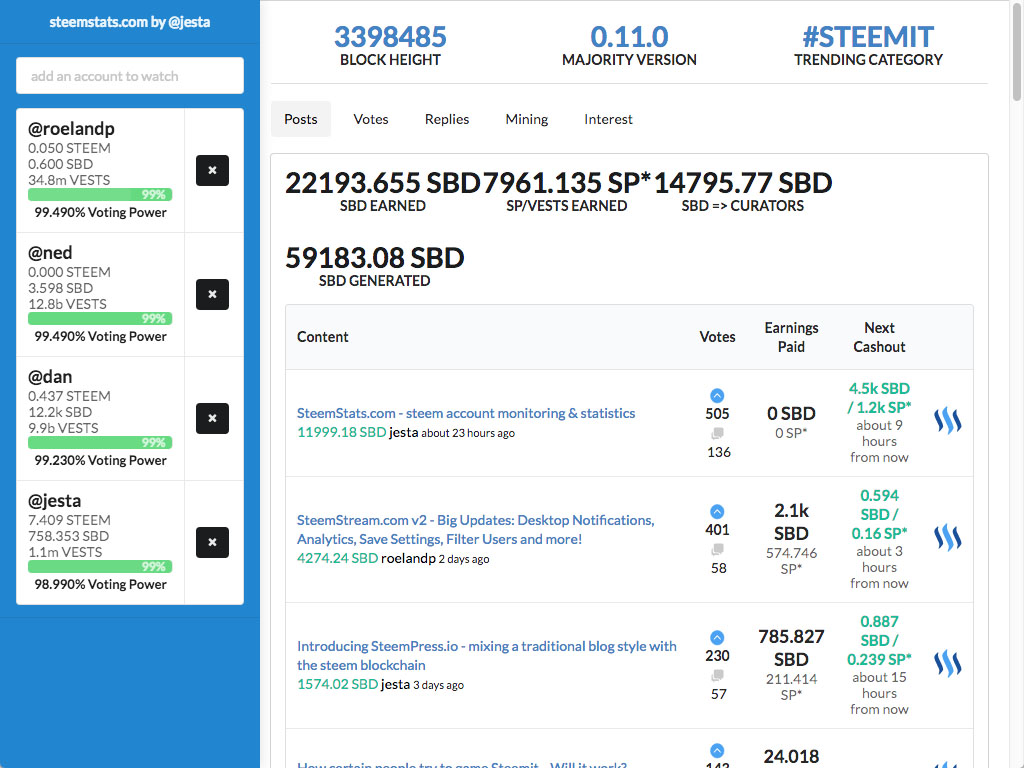 steemstats.com by @jesta
add an account to watch
@roelandp
0.050 STEEM
0.600 SBD
34.8m VESTS
99%
99.490% Voting Power
@ned
0.000 STEEM
3.598 SBD
12.8b VESTS
99%
99.490% Voting Power
@dan
0.437 STEEM
12.2k SBD
9.9b VESTS
99%
99.230% Voting Power
@jesta
7.409 STEEM
758.353 SBD
1.1m VESTS
99%
98.990% Voting Power
3398485
BLOCK HEIGHT
0.11.0
MAJORITY VERSION
#STEEMIT
TRENDING CATEGORY
Posts Votes Replies Mining Interest
22193.655 SBD 7961.135 SP* 14795.77 SBD
SBD EARNED SP/VESTS EARNED SBD => CURATORS
59183.08 SBD
SBD GENERATED
Content
Votes
Earnings
Paid
Next
Cashout
SteemStats.com - steem account monitoring & statistics
11999.18 SBD jesta about 23 hours ago
505
136
0 SBD
0 SP*
4.5k SBD
/ 1.2k SP*
about 9
hours
from now
SteemStream.com v2 - Big Updates: Desktop Notifications,
Analytics, Save Settings, Filter Users and more!
4274.24 SBD roelandp 2 days ago
401
58
2.1k
SBD
574.746
SP*
0.594
SBD /
0.16 SP*
about 3
hours
from now
Introducing SteemPress.io - mixing a traditional blog style with
the steem blockchain
1574.02 SBD jesta 3 days ago
230
57
785.827
SBD
211.414
SP*
0.887
SBD /
0.239 SP*
about 15
hours
from now
How certain people try to game Steemit - Will it work?
143
24.018